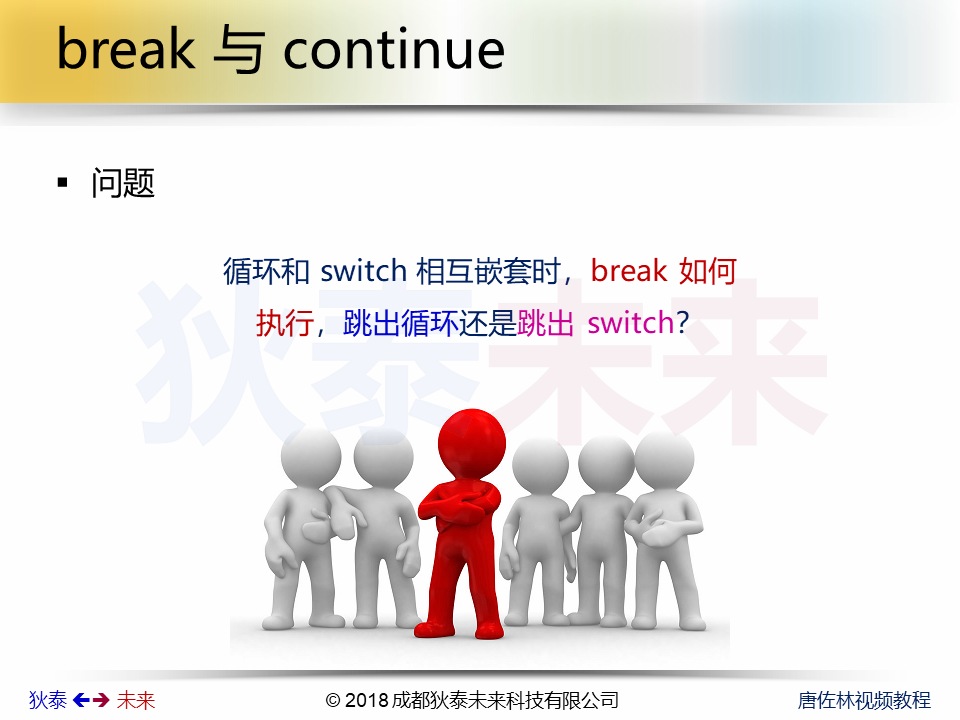 break 与 continue
问题
循环和 switch 相互嵌套时，break 如何
执行，跳出循环还是跳出 switch？
狄泰未来
狄泰 未来
© 2018 成都狄泰未来科技有限公司
唐佐林视频教程